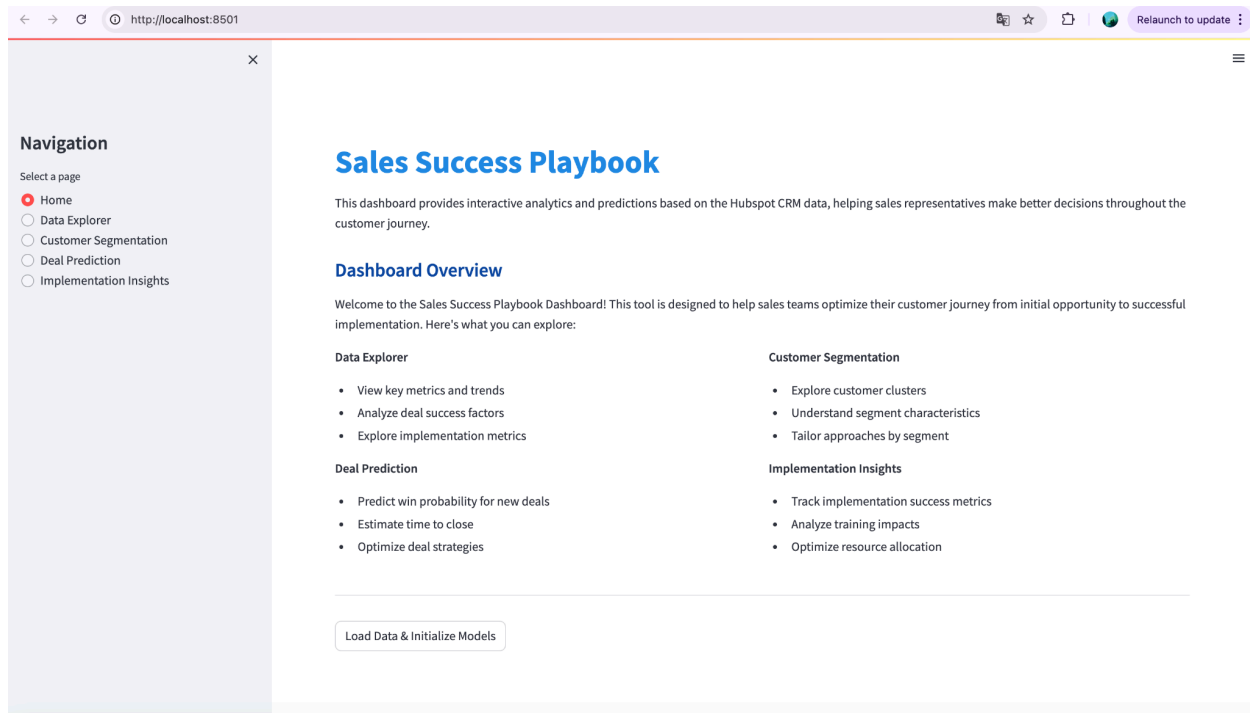 http://localhost:8501
Relaunch to update
Navigation
Select a page
Home
Data Explorer
Customer Segmentation
Deal Prediction
Implementation Insights
Sales Success Playbook
This dashboard provides interactive analytics and predictions based on the Hubspot CRM data, helping sales representatives make better decisions throughout the
customer journey.
Dashboard Overview
Welcome to the Sales Success Playbook Dashboard! This tool is designed to help sales teams optimize their customer journey from initial opportunity to successful
implementation. Here's what you can explore:
Data Explorer
• View key metrics and trends
• Analyze deal success factors
• Explore implementation metrics
Customer Segmentation
• Explore customer clusters
• Understand segment characteristics
• Tailor approaches by segment
Deal Prediction
• Predict win probability for new deals
• Estimate time to close
• Optimize deal strategies
Implementation Insights
• Track implementation success metrics
• Analyze training impacts
• Optimize resource allocation
Load Data & Initialize Models